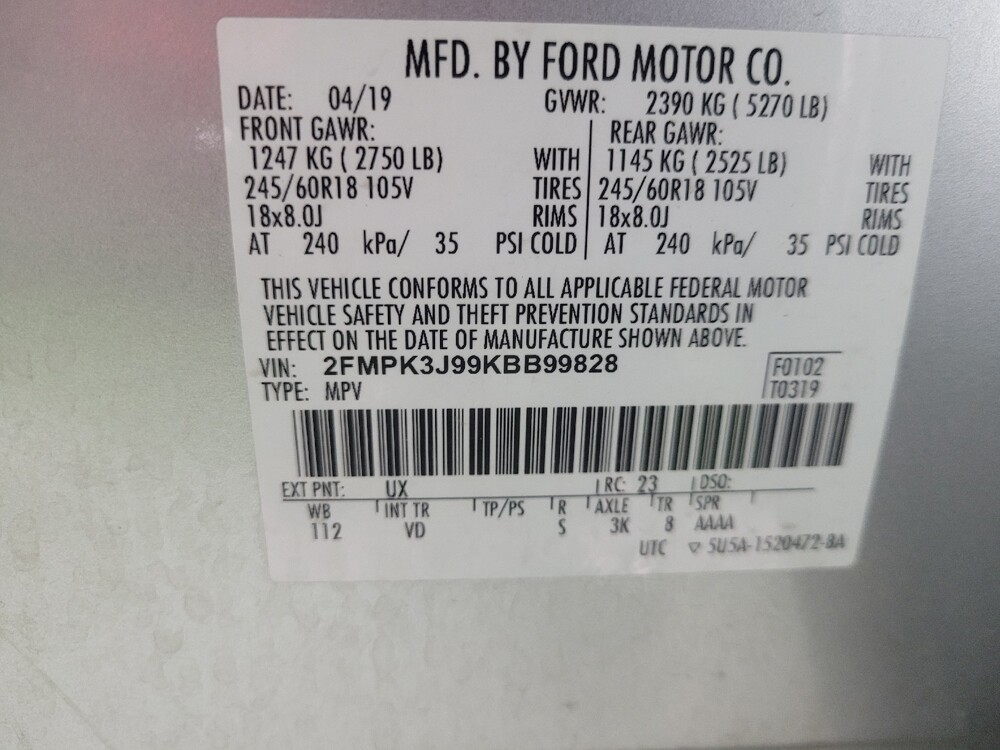 MFD. BY FORD MOTOR CO.
DATE: 04/19 GVWR: 2390 KG ( 5270 LB)
FRONT GAWR: REAR GAWR:
1247 KG ( 2750 LB) WITH 1145 KG ( 2525 LB) WITH
245/60R18 105V TIRES 245/60R18 105V TIRES
18x8.0J RIMS 18x8.0J RIMS
AT 240 kPa/ 35 PSI COLD AT 240 kPa/ 35 PSI COLD
THIS VEHICLE CONFORMS TO ALL APPLICABLE FEDERAL MOTOR
VEHICLE SAFETY AND THEFT PREVENTION STANDARDS IN
EFFECT ON THE DATE OF MANUFACTURE SHOWN ABOVE.
VIN: 2FMPK3J99KBB99828 F0102
TYPE: MPV T0319
EXT PNT: UX RC: 23 DSO:
WB INT TR TP/PS R AXLE TR SPR
112 VD S 3K 8 AAAA
UTC ▽ 5U5A-1520472-BA